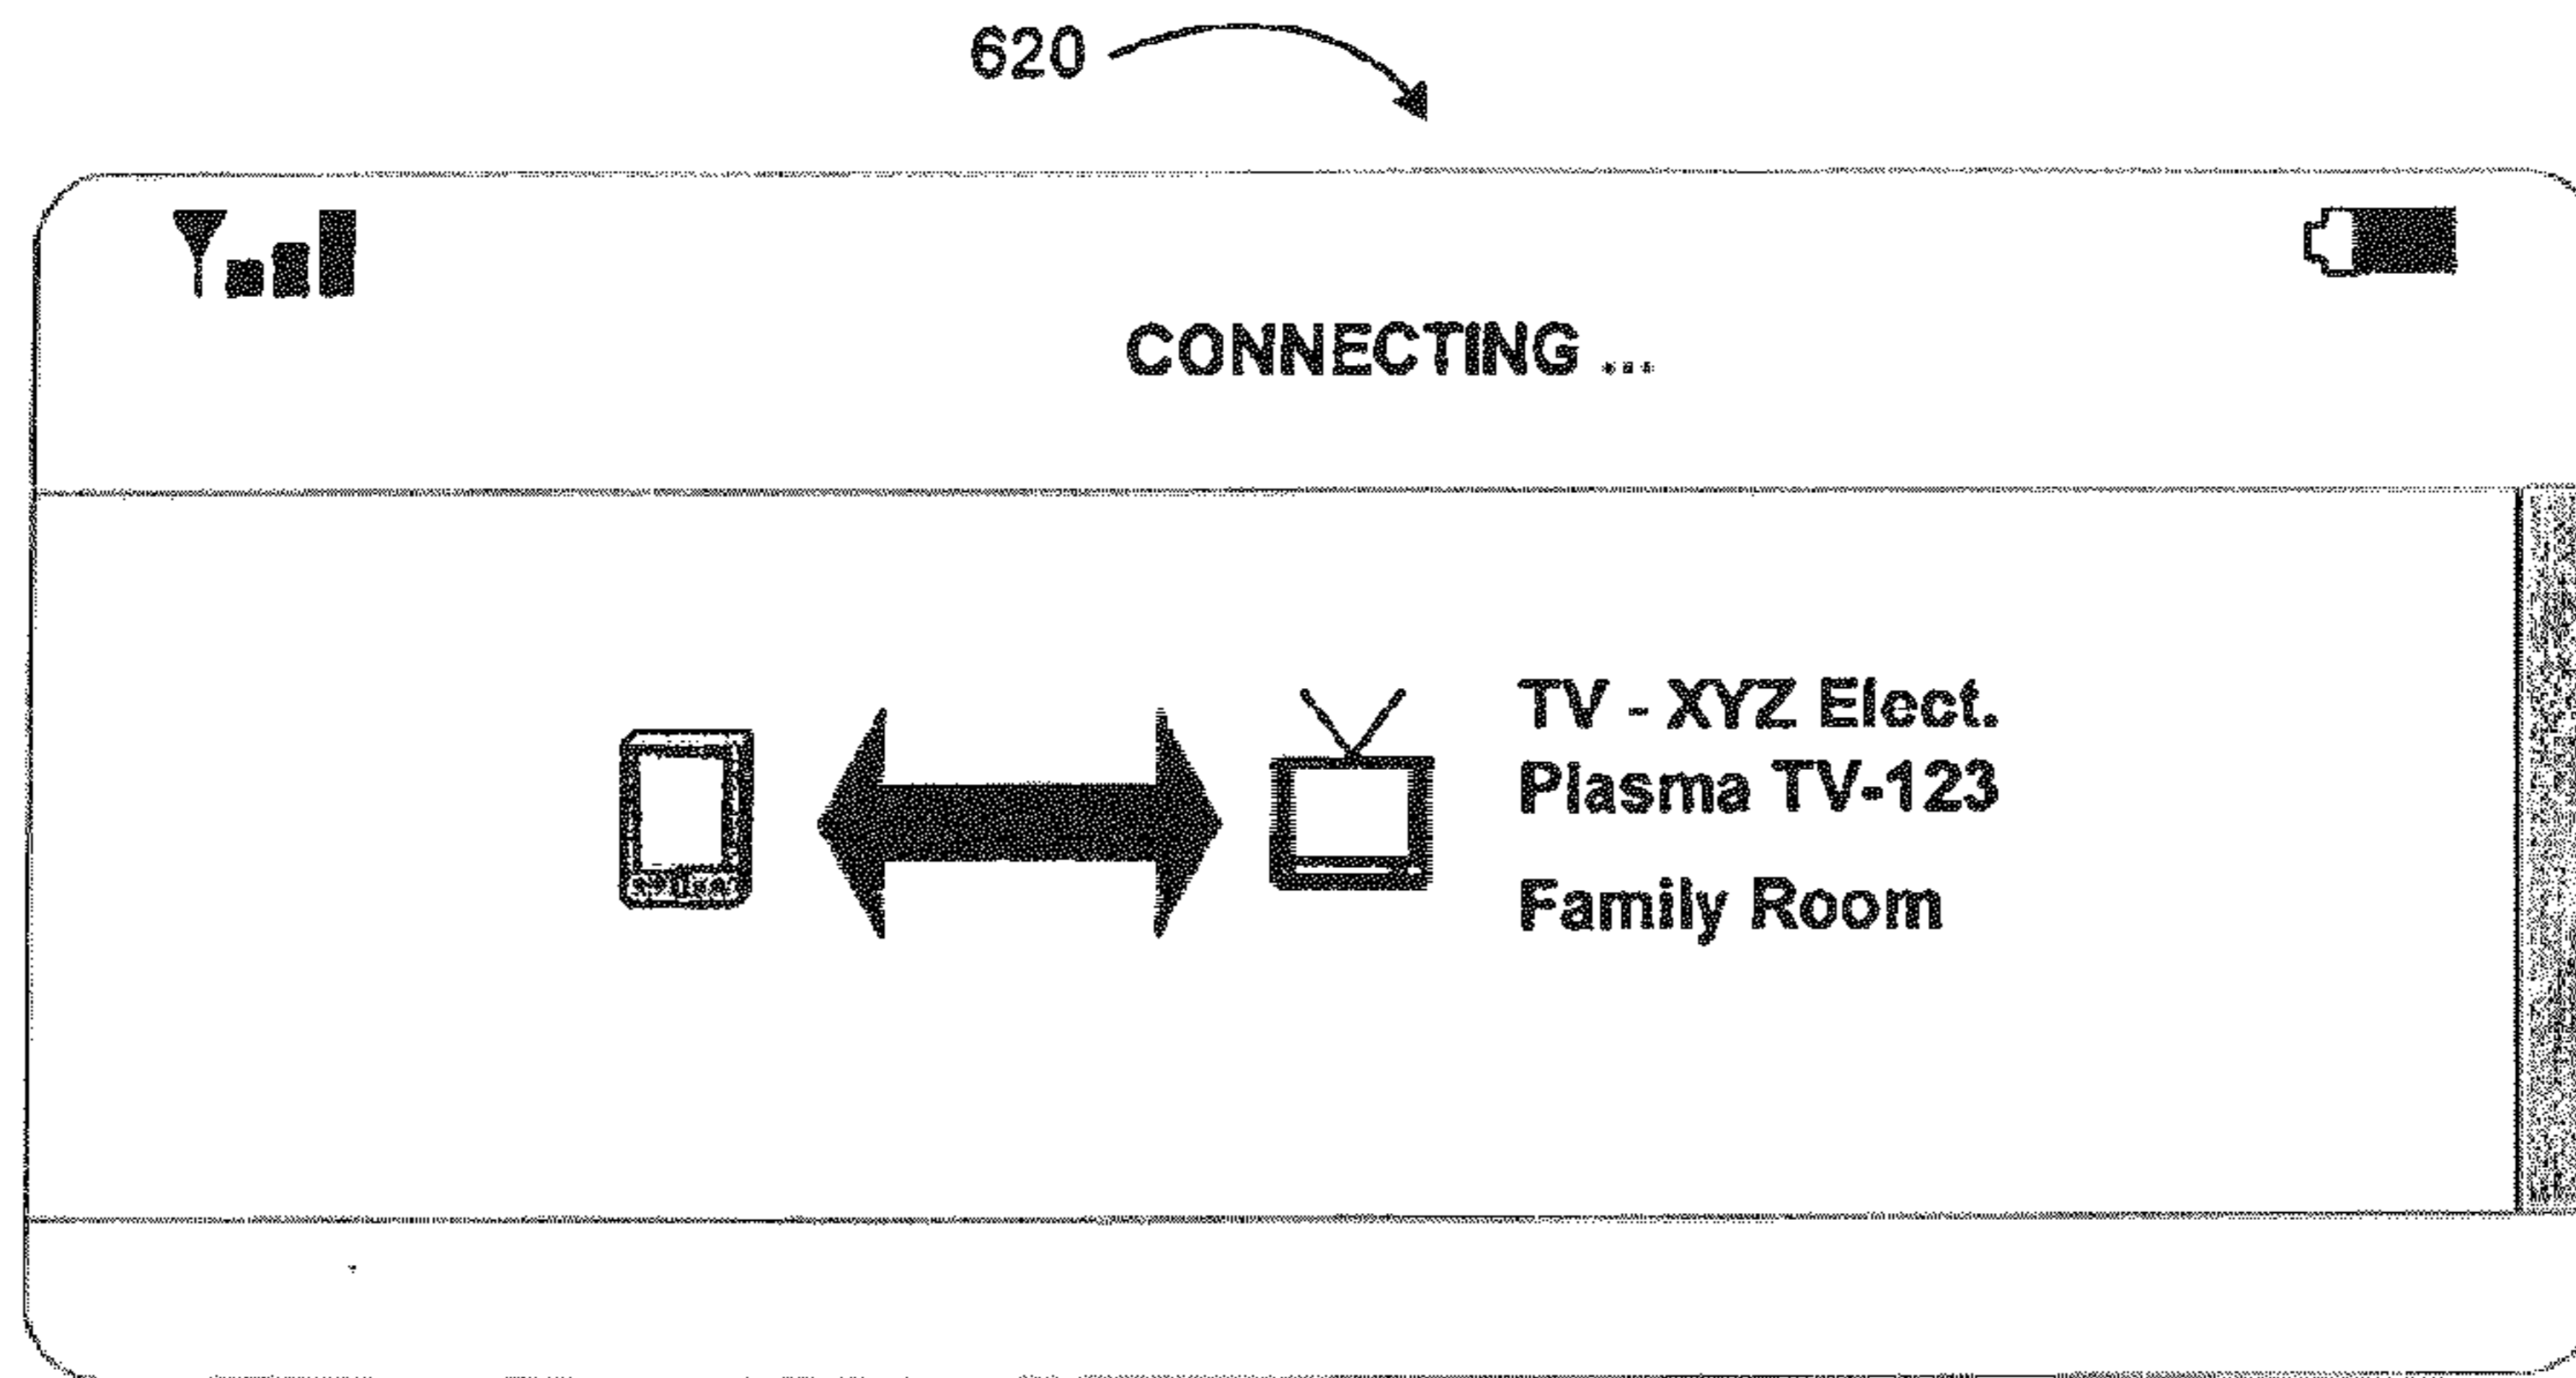 620
CONNECTING ...
TV - XYZ Elect.
Plasma TV-123
Family Room